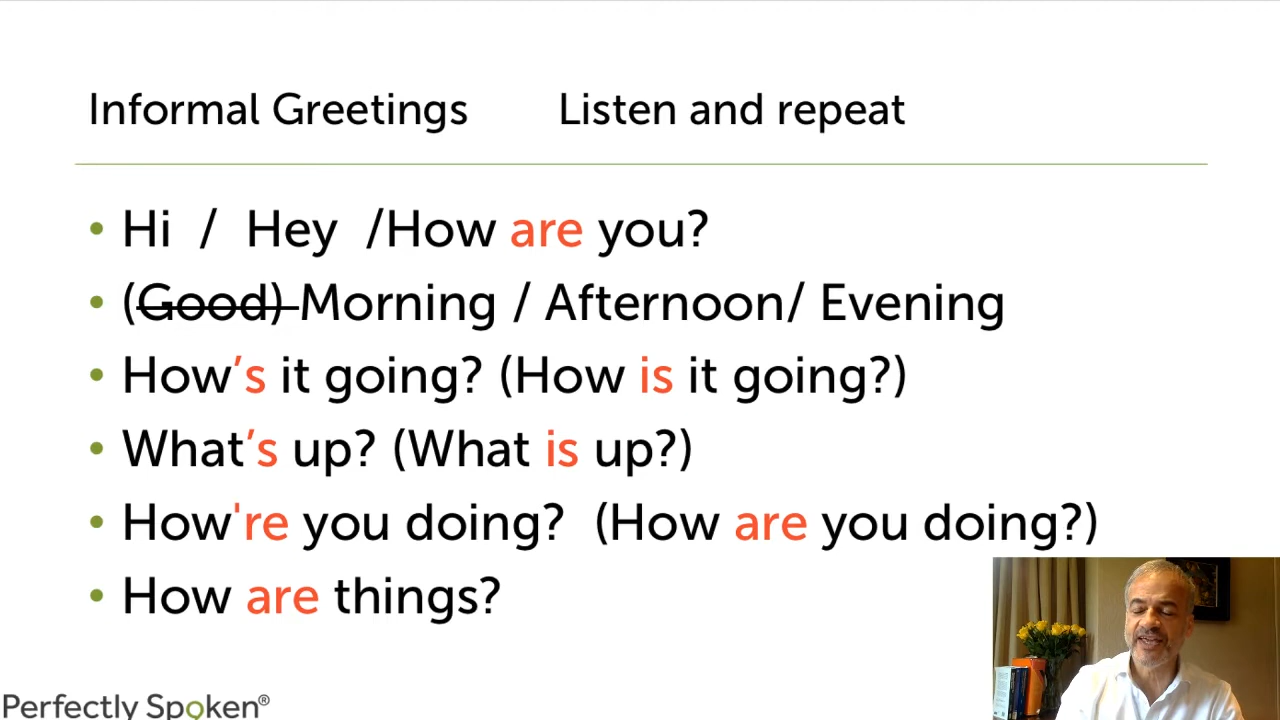 Informal Greetings Listen and repeat
• Hi / Hey /How are you?
• (Good) Morning / Afternoon/ Evening
• How’s it going? (How is it going?)
• What’s up? (What is up?)
• How're you doing? (How are you doing?)
• How are things?
Perfectly Spoken®